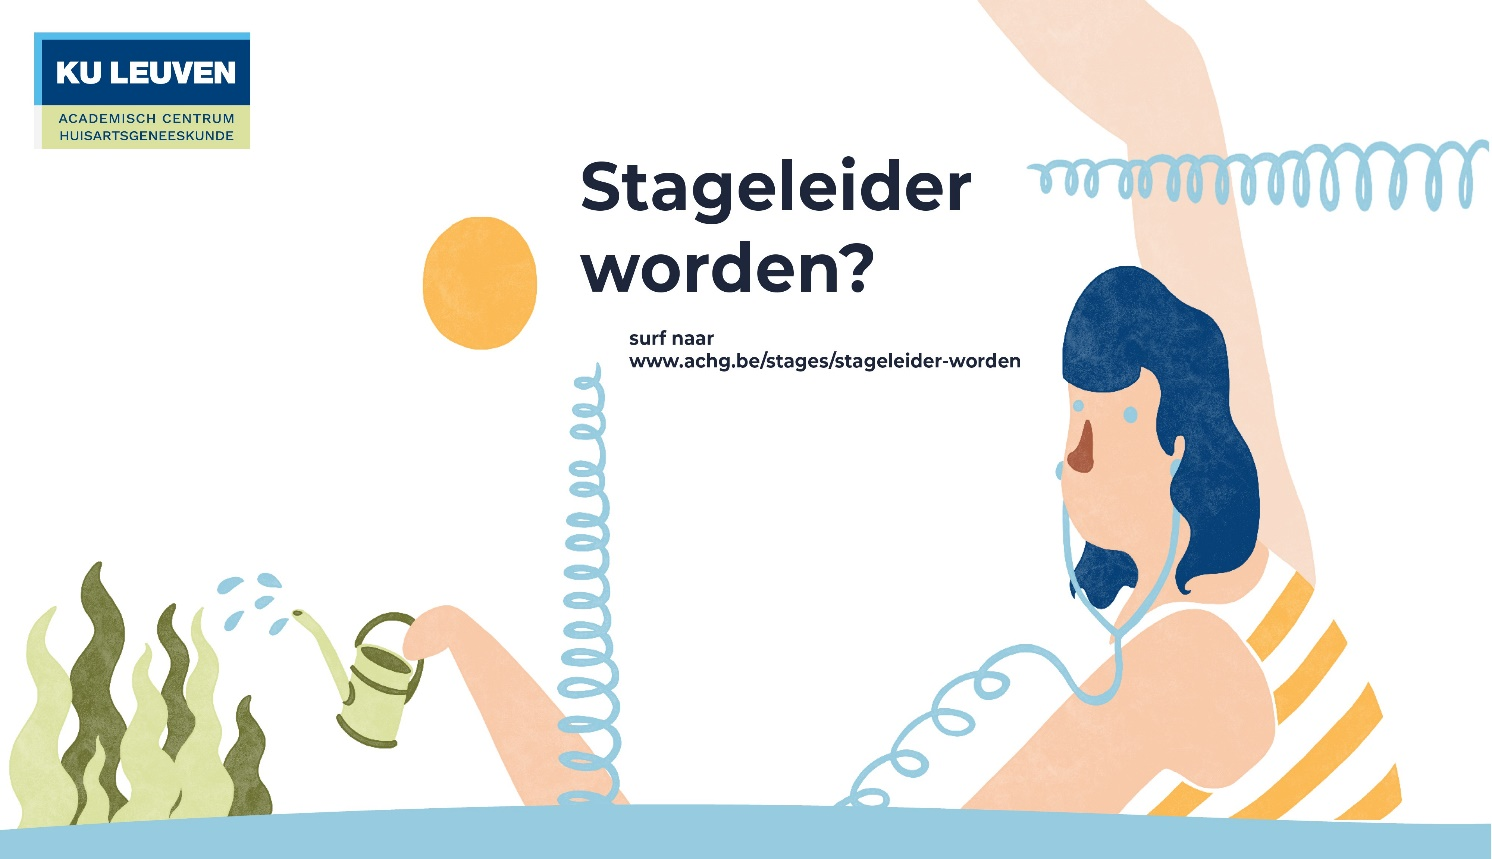 KU LEUVEN
ACADEMISCH CENTRUM
HUISARTSGENEESKUNDE
Stageleider
worden?
surf naar
www.achg.be/stages/stageleider-worden